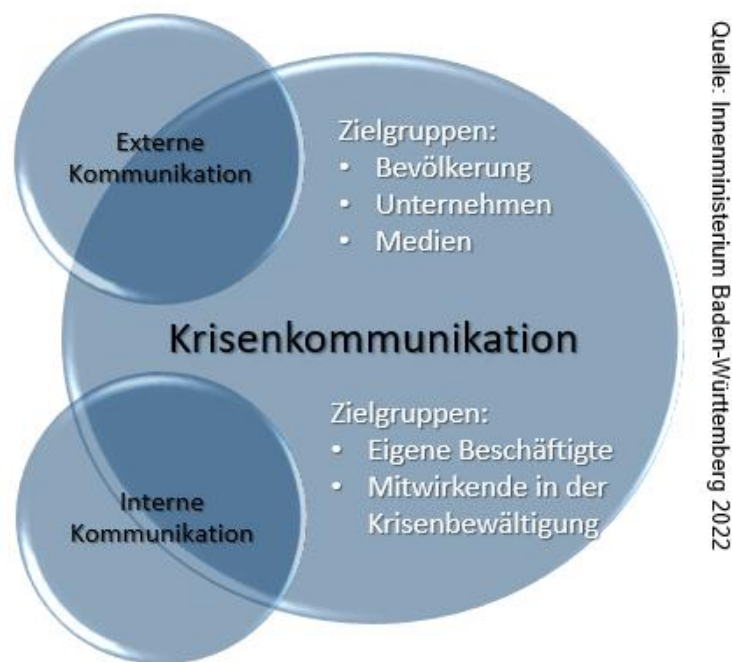 Externe
Kommunikation
Zielgruppen:
• Bevölkerung
• Unternehmen
• Medien
Krisenkommunikation
Zielgruppen:
• Eigene Beschäftigte
• Mitwirkende in der
Krisenbewältigung
Interne
Kommunikation
Quelle: Innenministerium Baden-Württemberg 2022